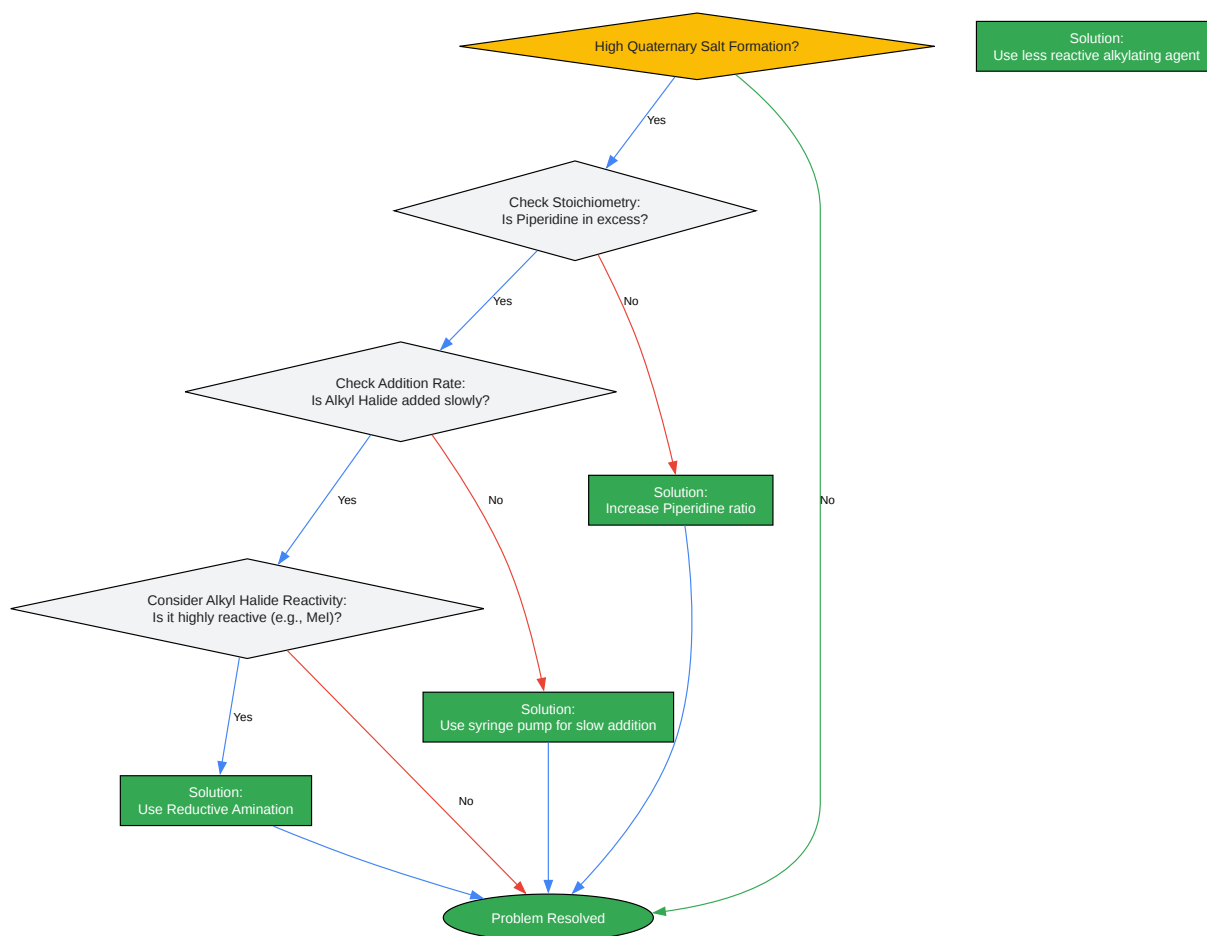 High Quaternary Salt Formation?
Solution:
Use less reactive alkylating agent
Yes
Check Stoichiometry:
Is Piperidine in excess?
Yes
No
Check Addition Rate:
Is Alkyl Halide added slowly?
Yes
No
Solution:
Increase Piperidine ratio
No
Consider Alkyl Halide Reactivity:
Is it highly reactive (e.g., MeI)?
Yes
Solution:
Use syringe pump for slow addition
Solution:
Use Reductive Amination
No
Problem Resolved